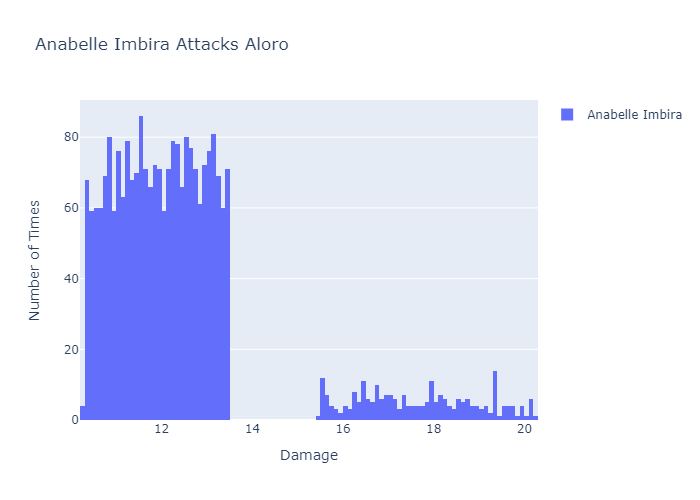 Anabelle Imbira Attacks Aloro
Anabelle Imbira
80
60
40
20
0
Number of Times
12 14 16 18 20
Damage